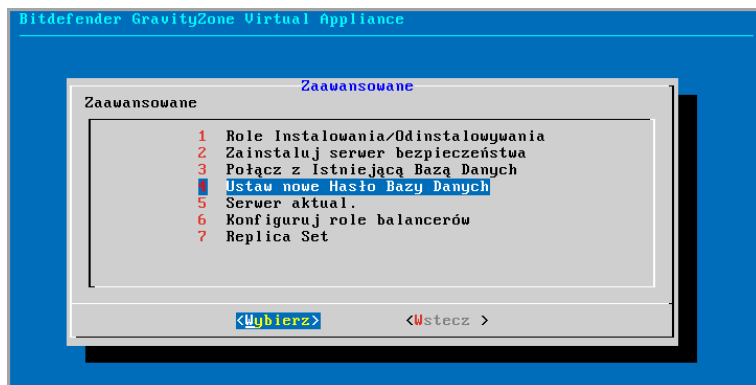 Bitdefender GravityZone Virtual Appliance
Zaawansowane
Zaawansowane
1 Role Instalowania/Odinstalowywania
2 Zainstaluj serwer bezpieczeństwa
3 Połącz z Istniejącą Bazą Danych
4 Ustaw nowe Hasło Bazy Danych
5 Serwer aktual.
6 Konfiguruj role balancerów
7 Replica Set
<Wybierz> <Wstecz >